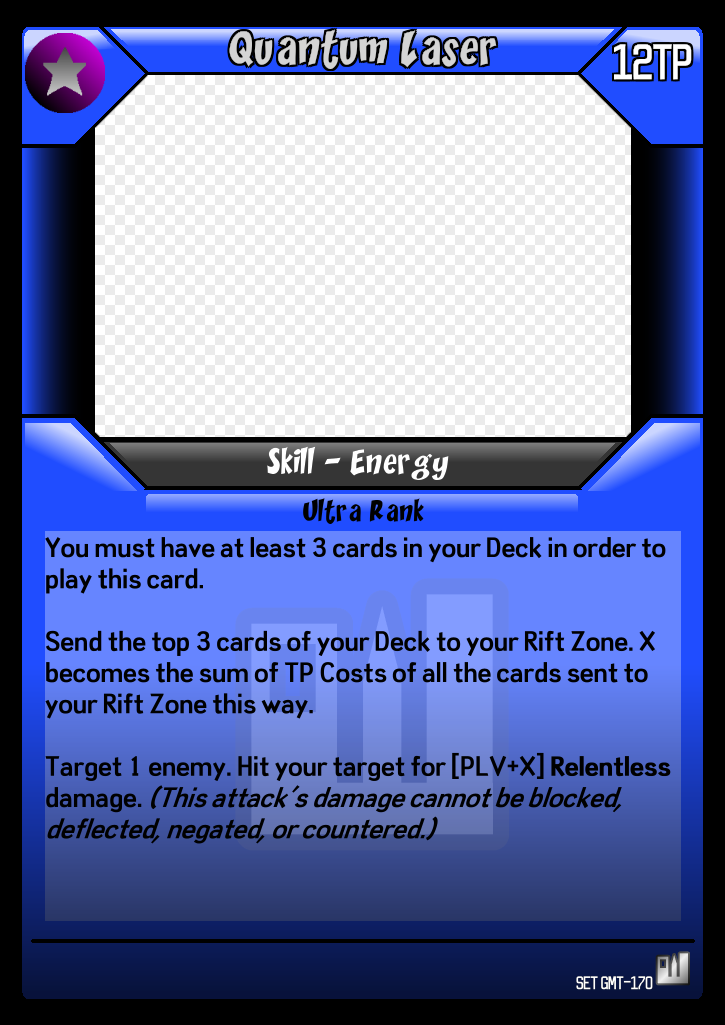 Quantum Laser
12TP
Skill - Energy
Ultra Rank
You must have at least 3 cards in your Deck in order to
play this card.
Send the top 3 cards of your Deck to your Rift Zone. X
becomes the sum of TP Costs of all the cards sent to
your Rift Zone this way.
Target 1 enemy. Hit your target for [PLV+X] Relentless
damage. (This attack's damage cannot be blocked,
deflected, negated, or countered.)
SET GMT-170